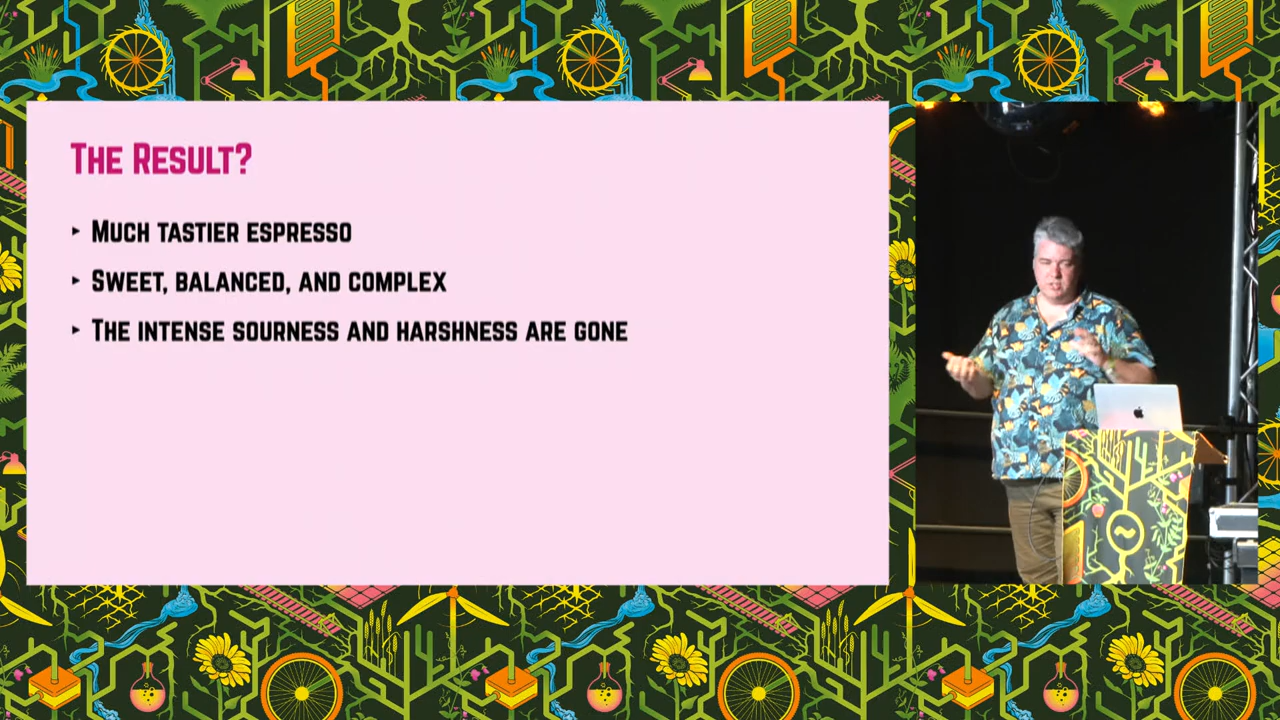 The Result?
‣ Much tastier espresso
‣ Sweet, balanced, and complex
‣ The intense sourness and harshness are gone